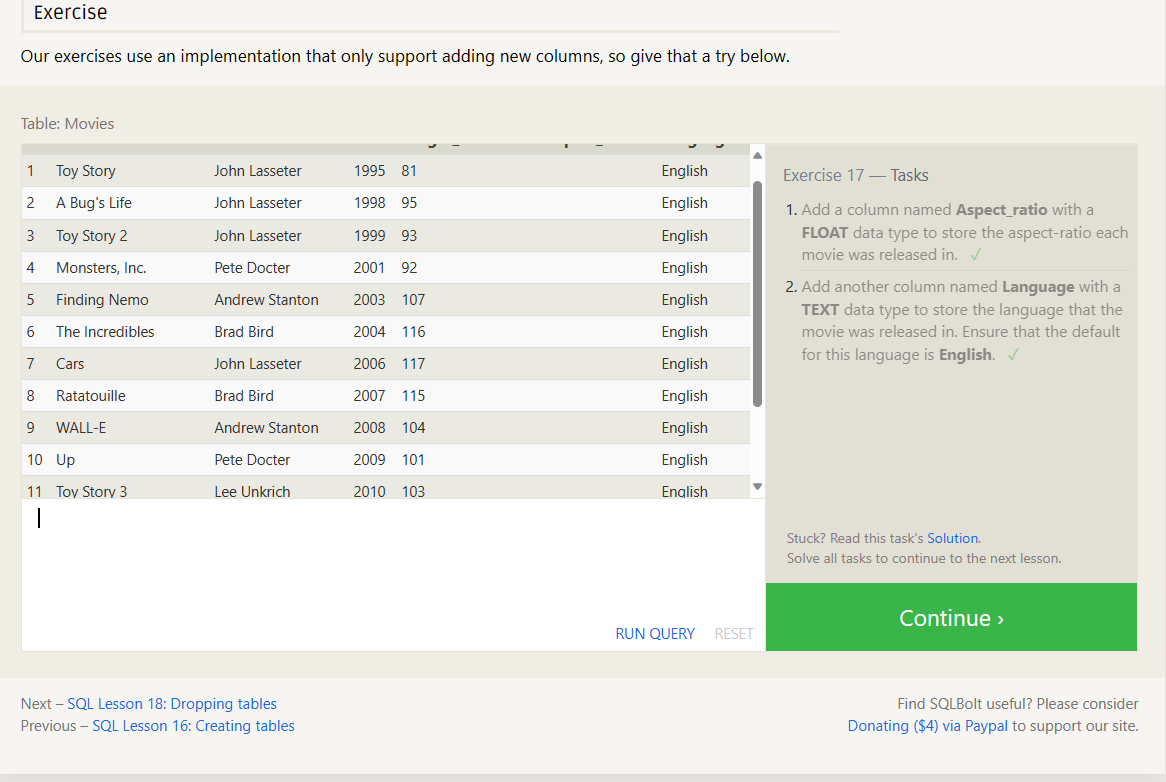 Exercise
Our exercises use an implementation that only support adding new columns, so give that a try below.
Table: Movies
1 Toy Story John Lasseter 1995 81 English
2 A Bug's Life John Lasseter 1998 95 English
3 Toy Story 2 John Lasseter 1999 93 English
4 Monsters, Inc. Pete Docter 2001 92 English
5 Finding Nemo Andrew Stanton 2003 107 English
6 The Incredibles Brad Bird 2004 116 English
7 Cars John Lasseter 2006 117 English
8 Ratatouille Brad Bird 2007 115 English
9 WALL-E Andrew Stanton 2008 104 English
10 Up Pete Docter 2009 101 English
11 Toy Story 3 Lee Unkrich 2010 103 English
RUN QUERY RESET
Exercise 17 — Tasks
1. Add a column named Aspect_ratio with a
FLOAT data type to store the aspect-ratio each
movie was released in. ✓
2. Add another column named Language with a
TEXT data type to store the language that the
movie was released in. Ensure that the default
for this language is English. ✓
Stuck? Read this task's Solution.
Solve all tasks to continue to the next lesson.
Continue ›
Next – SQL Lesson 18: Dropping tables
Previous – SQL Lesson 16: Creating tables
Find SQLBolt useful? Please consider
Donating ($4) via Paypal to support our site.